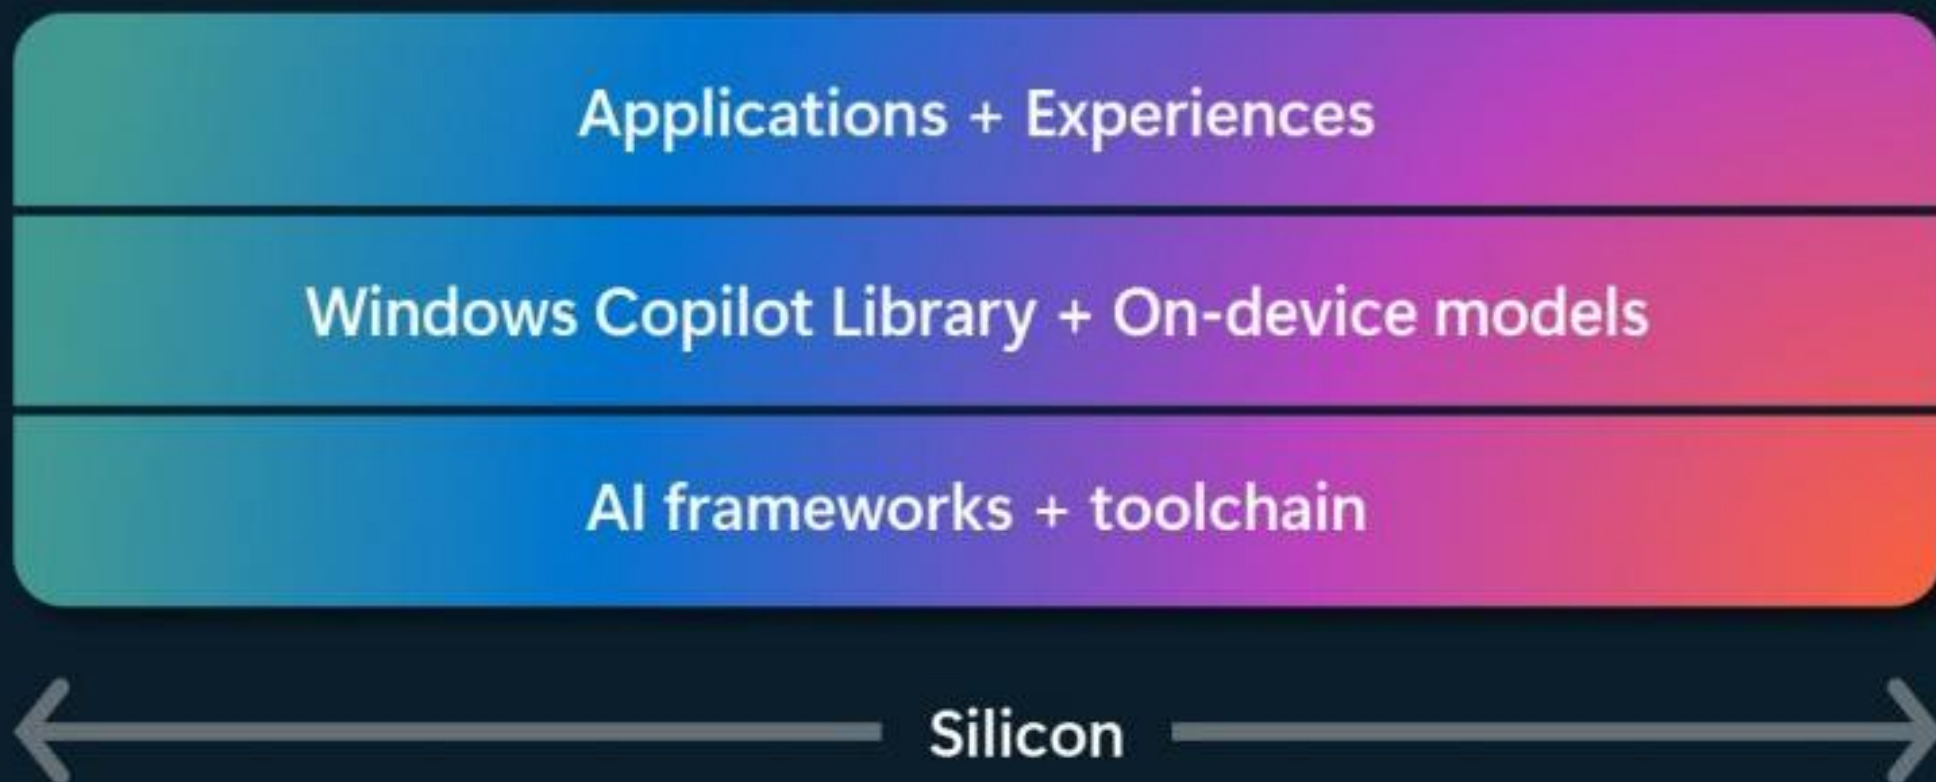 Applications + Experiences
Windows Copilot Library + On-device models
AI frameworks + toolchain
Silicon